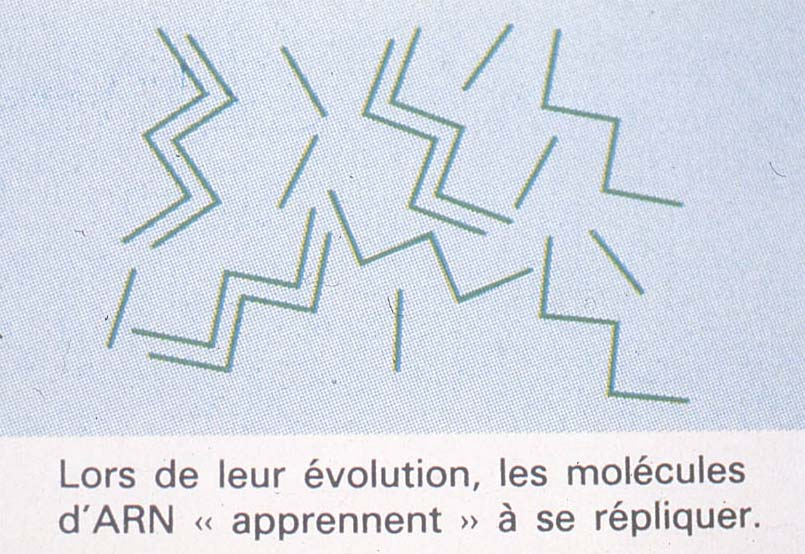 Lors de leur évolution, les molécules
d'ARN « apprennent » à se répliquer.